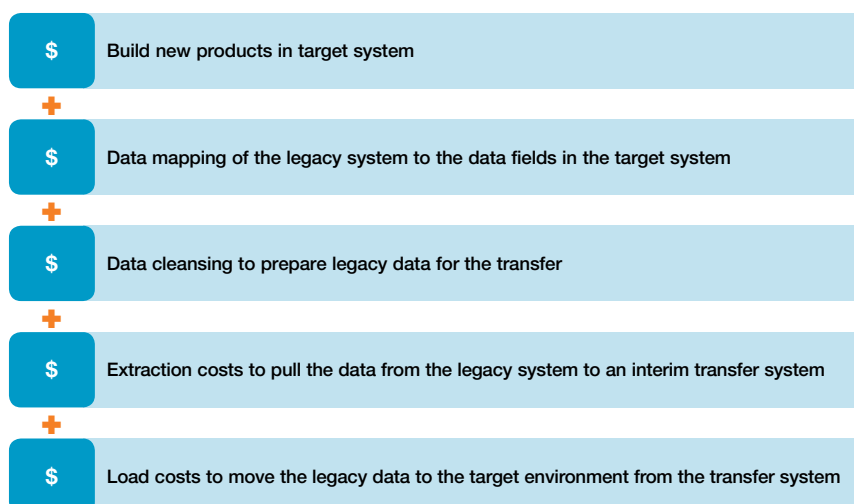 $ Build new products in target system
+
$ Data mapping of the legacy system to the data fields in the target system
+
$ Data cleansing to prepare legacy data for the transfer
+
$ Extraction costs to pull the data from the legacy system to an interim transfer system
+
$ Load costs to move the legacy data to the target environment from the transfer system